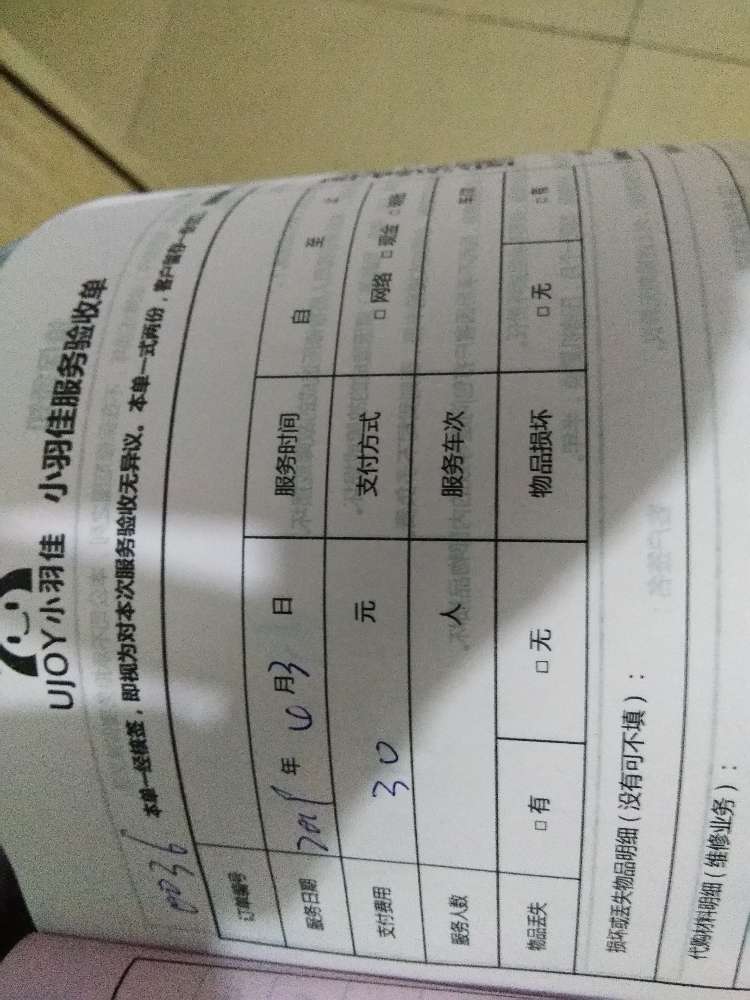 UJOY小羽佳 小羽佳服务验收单
0036 本单一经核签，即视为对本次服务验收无异议。本单一式两份，客户留存一份
订单编号
服务日期 年 月3 日 服务时间 自 至
支付费用 30 元 支付方式 □ 网络 □ 现金 □
服务人数 人 服务车次 车次
物品丢失 □ 有 □ 无 物品损坏 □ 无 □ 有
损坏或丢失物品明细（没有可不填）：
代购材料明细（维修业务）：